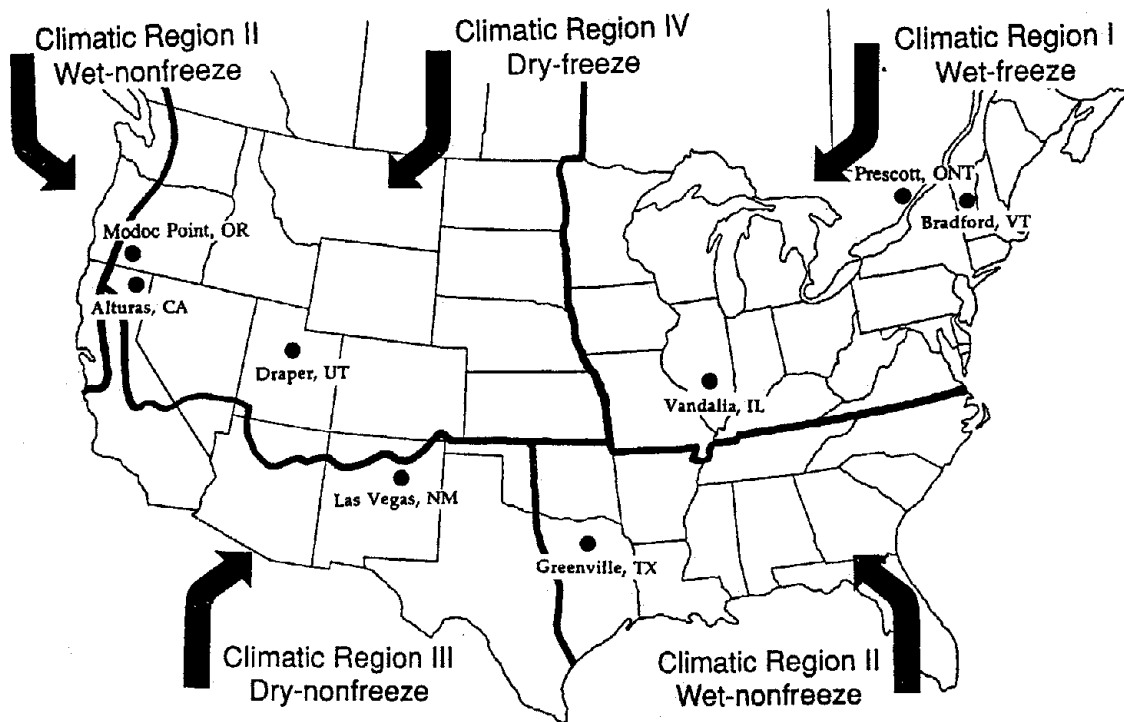 Climatic Region II
Wet-nonfreeze
Climatic Region IV
Dry-freeze
Climatic Region I
Wet-freeze
Prescott, ONT
Bradford, VT
Modoc Point, OR
Alturas, CA
Draper, UT
Vandalia, IL
Las Vegas, NM
Greenville, TX
Climatic Region III
Dry-nonfreeze
Climatic Region II
Wet-nonfreeze